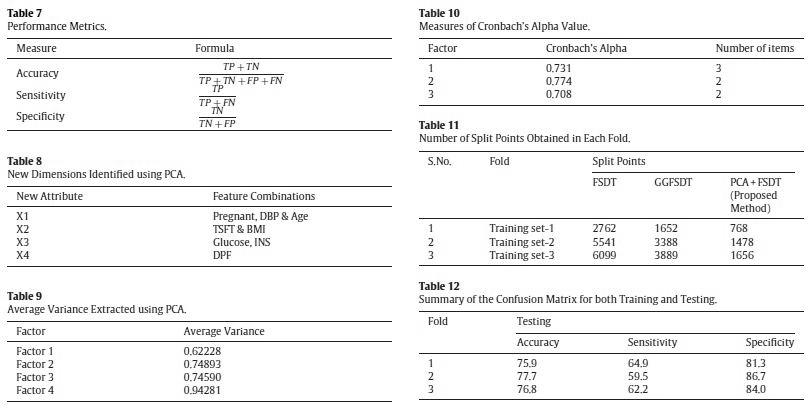 Table 7
Performance Metrics.
Measure Formula
Accuracy TP + TN / TP + TN + FP + FN
Sensitivity TP / TP + FN
Specificity TN / TN + FP
Table 8
New Dimensions Identified using PCA.
New Attribute Feature Combinations
X1 Pregnant, DBP & Age
X2 TSFT & BMI
X3 Glucose, INS
X4 DPF
Table 9
Average Variance Extracted using PCA.
Factor Average Variance
Factor 1 0.62228
Factor 2 0.74893
Factor 3 0.74590
Factor 4 0.94281
Table 10
Measures of Cronbach's Alpha Value.
Factor Cronbach's Alpha Number of items
1 0.731 3
2 0.774 2
3 0.708 2
Table 11
Number of Split Points Obtained in Each Fold.
S.No. Fold Split Points
FSDT GGFSDT PCA+FSDT
(Proposed
Method)
1 Training set-1 2762 1652 768
2 Training set-2 5541 3388 1478
3 Training set-3 6099 3889 1656
Table 12
Summary of the Confusion Matrix for both Training and Testing.
Fold Testing
Accuracy Sensitivity Specificity
1 75.9 64.9 81.3
2 77.7 59.5 86.7
3 76.8 62.2 84.0